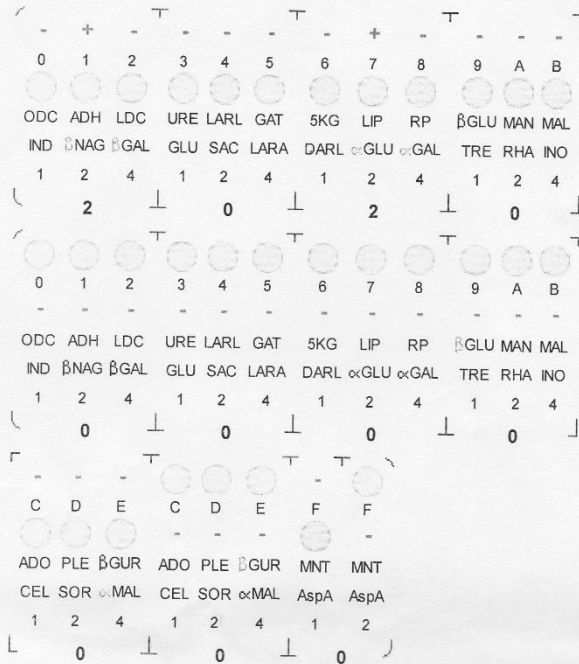 - + - - - - - + - - - -
0 1 2 3 4 5 6 7 8 9 A B
ODC ADH LDC URE LARL GAT 5KG LIP RP βGLU MAN MAL
IND βNAG βGAL GLU SAC LARA DARL αGLU αGAL TRE RHA INO
1 2 4 1 2 4 1 2 4 1 2 4
2 0 2 0
0 1 2 3 4 5 6 7 8 9 A B
- - - - - - - - - - - -
ODC ADH LDC URE LARL GAT 5KG LIP RP βGLU MAN MAL
IND βNAG βGAL GLU SAC LARA DARL αGLU αGAL TRE RHA INO
1 2 4 1 2 4 1 2 4 1 2 4
0 0 0 0
- - - -
C D E C D E F F
- - - -
ADO PLE βGUR ADO PLE βGUR MNT MNT
CEL SOR αMAL CEL SOR αMAL AspA AspA
1 2 4 1 2 4 1 2
0 0 0